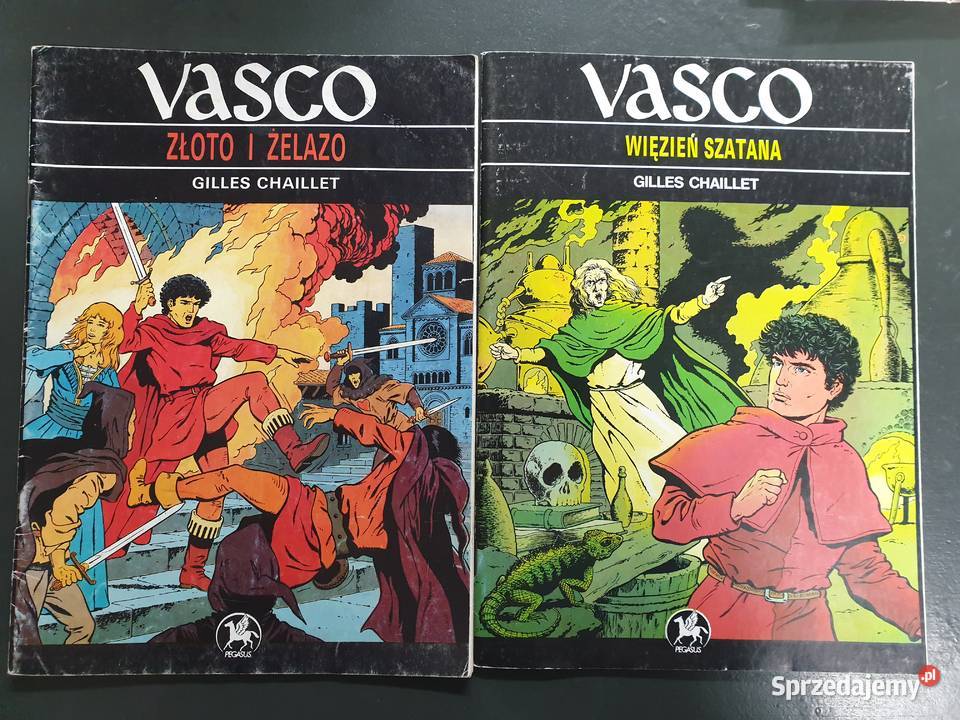 VASCO
ZŁOTO I ŻELAZO
GILLES CHAILLET
PEGASUS
VASCO
WIĘZIEŃ SZATANA
GILLES CHAILLET
PEGASUS
Sprzedajemy.pl